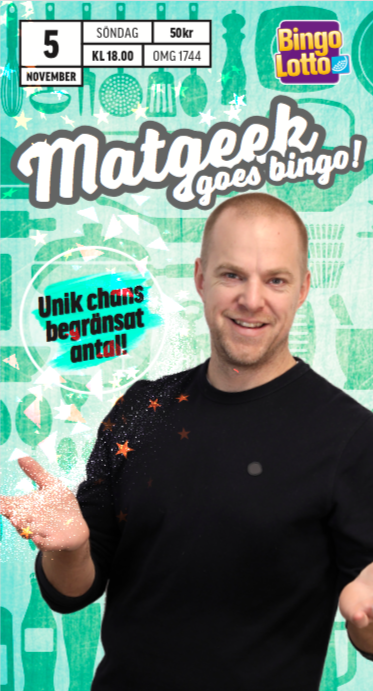 5
NOVEMBER
SÖNDAG
50kr
KL 18.00
OMG 1744
Bingo
Lotto
Matgeek
goes bingo!
Unik chans
begränsat
antal!